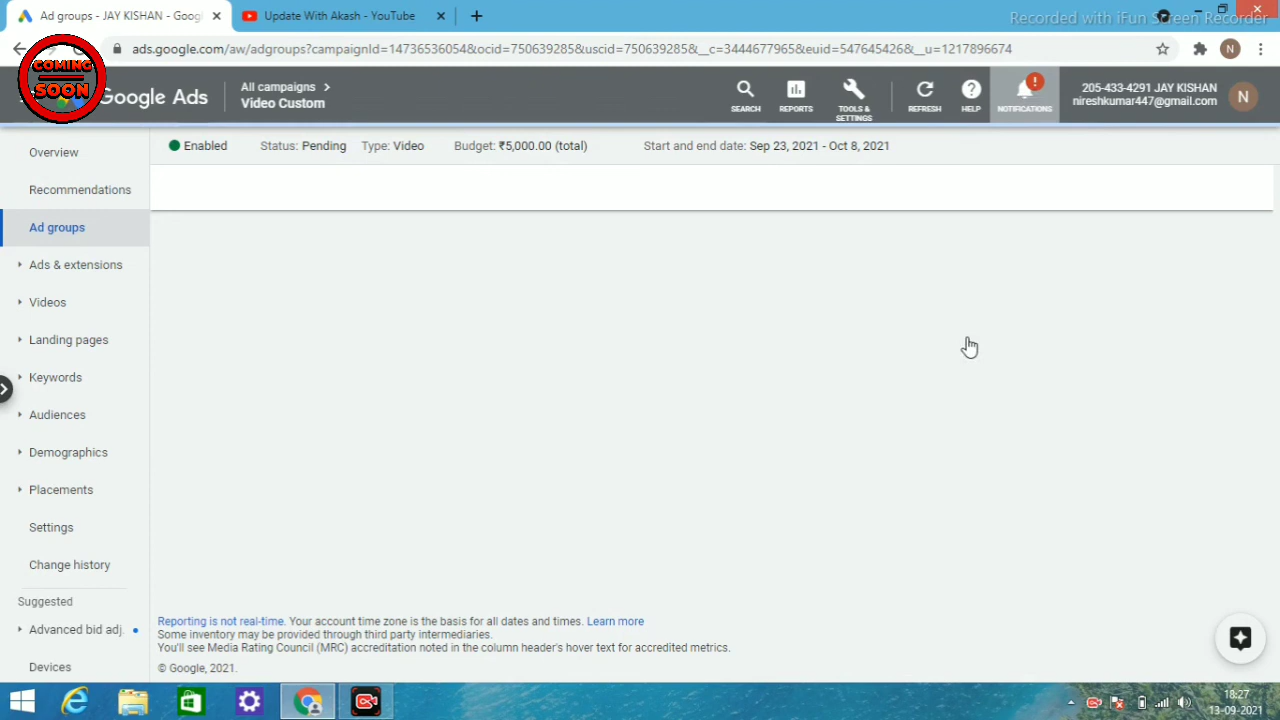 Ad groups - JAY KISHAN - Goog
Update With Akash - YouTube
Recorded with iFun Screen Recorder
ads.google.com/aw/adgroups?campaignId=14736536054&ocid=750639285&uscid=750639285&__c=3444677965&euid=547645426&__u=1217896674
N
COMING
SOON
Google Ads
All campaigns
Video Custom
SEARCH
REPORTS
TOOLS &
SETTINGS
REFRESH
HELP
NOTIFICATIONS
205-433-4291 JAY KISHAN
nireshkumar447@gmail.com
N
Enabled
Status: Pending
Type: Video
Budget: ₹5,000.00 (total)
Start and end date: Sep 23, 2021 - Oct 8, 2021
Overview
Recommendations
Ad groups
Ads & extensions
Videos
Landing pages
Keywords
Audiences
Demographics
Placements
Settings
Change history
Suggested
Advanced bid adj.
Devices
Reporting is not real-time. Your account time zone is the basis for all dates and times. Learn more
Some inventory may be provided through third party intermediaries.
You'll see Media Rating Council (MRC) accreditation noted in the column header's hover text for accredited metrics.
© Google, 2021.
18:27
13-09-2021